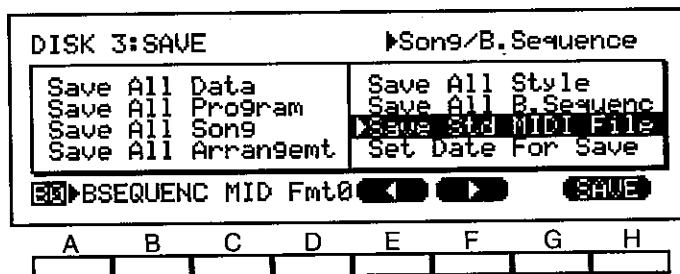 DISK 3:SAVE ▶Song/B.Sequence
Save All Data
Save All Program
Save All Song
Save All Arrangemt
Save All Style
Save All B.Sequenc
▶Save Std MIDI File
Set Date For Save
▶BSEQUENC MID Fmt0 ◀ ▶ SAVE
A B C D E F G H